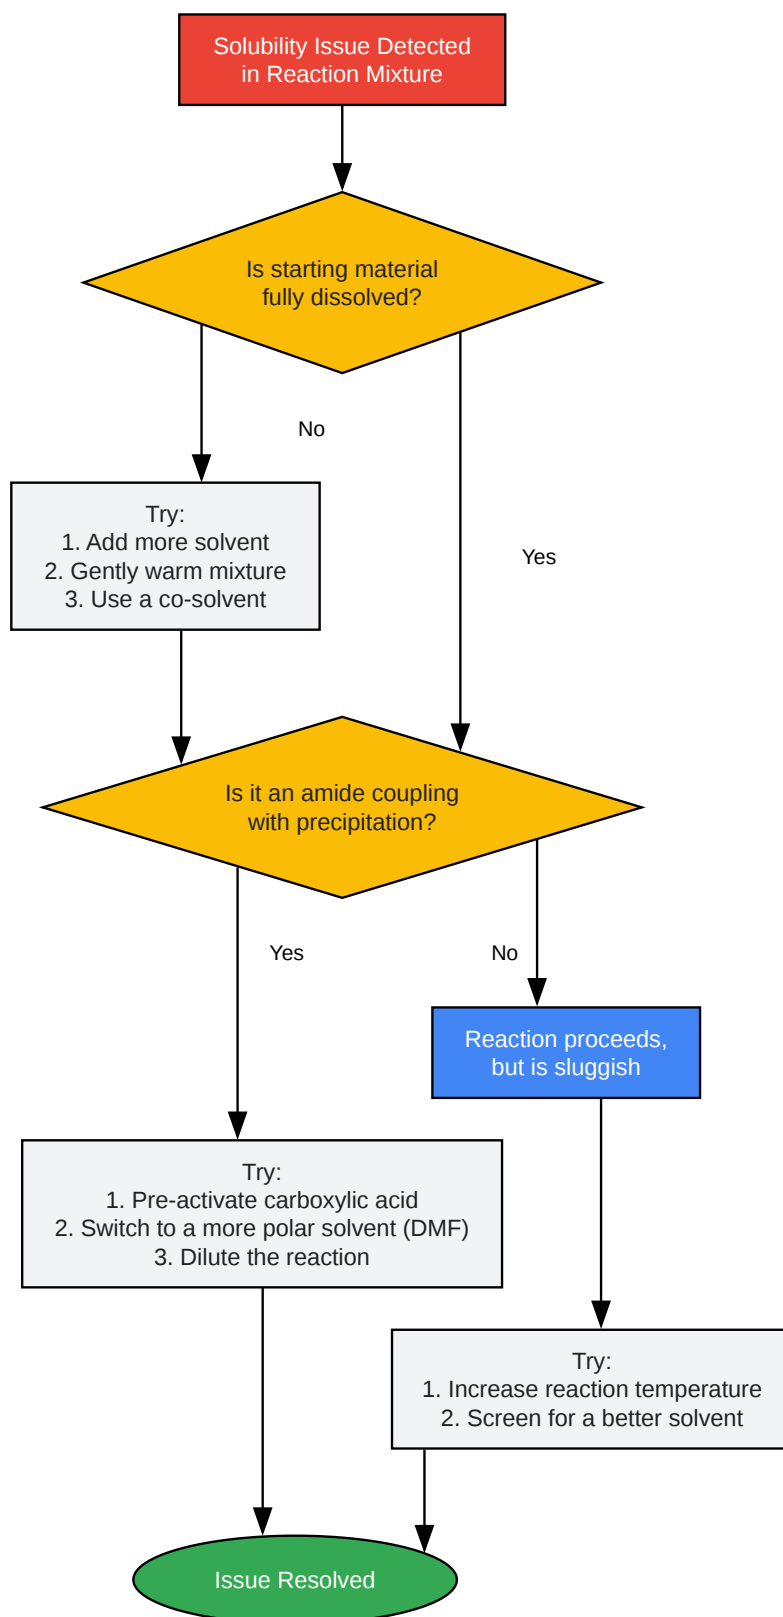 Solubility Issue Detected
in Reaction Mixture
Is starting material
fully dissolved?
No
Try:
1. Add more solvent
2. Gently warm mixture
3. Use a co-solvent
Yes
Is it an amide coupling
with precipitation?
Yes
No
Reaction proceeds,
but is sluggish
Try:
1. Pre-activate carboxylic acid
2. Switch to a more polar solvent (DMF)
3. Dilute the reaction
Try:
1. Increase reaction temperature
2. Screen for a better solvent
Issue Resolved